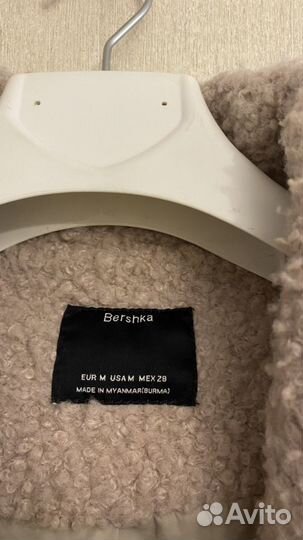 Bershka
EUR M USA M MEX 28
MADE IN MYANMAR(BURMA)
Avito